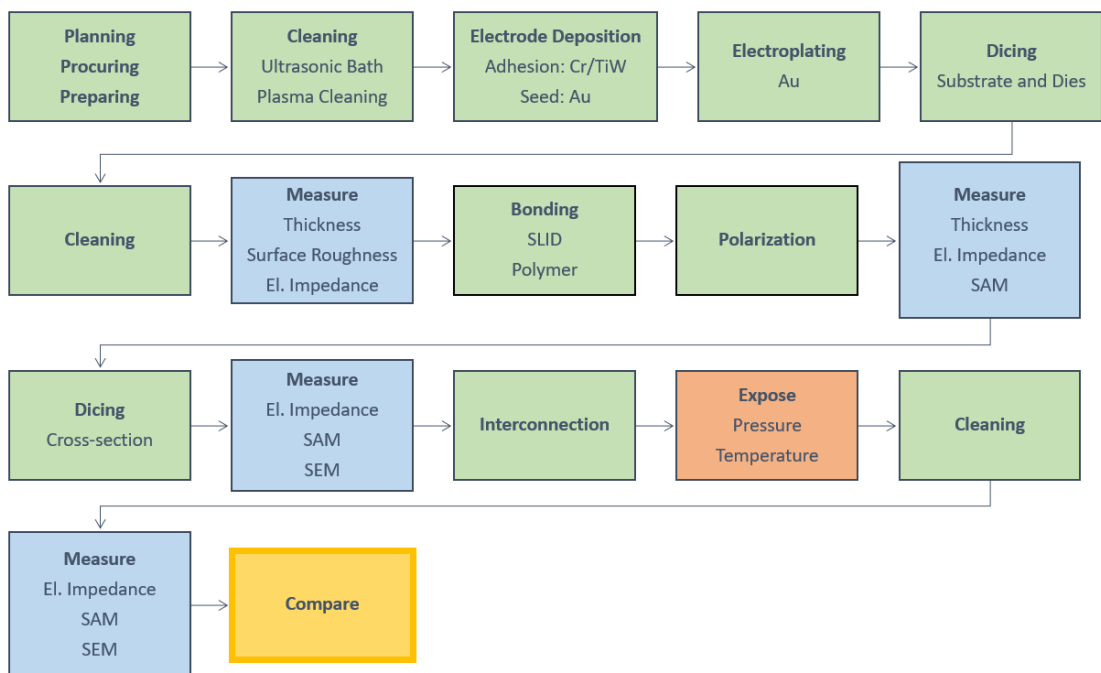 Planning
Procuring
Preparing
Cleaning
Ultrasonic Bath
Plasma Cleaning
Electrode Deposition
Adhesion: Cr/TiW
Seed: Au
Electroplating
Au
Dicing
Substrate and Dies
Cleaning
Measure
Thickness
Surface Roughness
El. Impedance
Bonding
SLID
Polymer
Polarization
Measure
Thickness
El. Impedance
SAM
Dicing
Cross-section
Measure
El. Impedance
SAM
SEM
Interconnection
Expose
Pressure
Temperature
Cleaning
Measure
El. Impedance
SAM
SEM
Compare